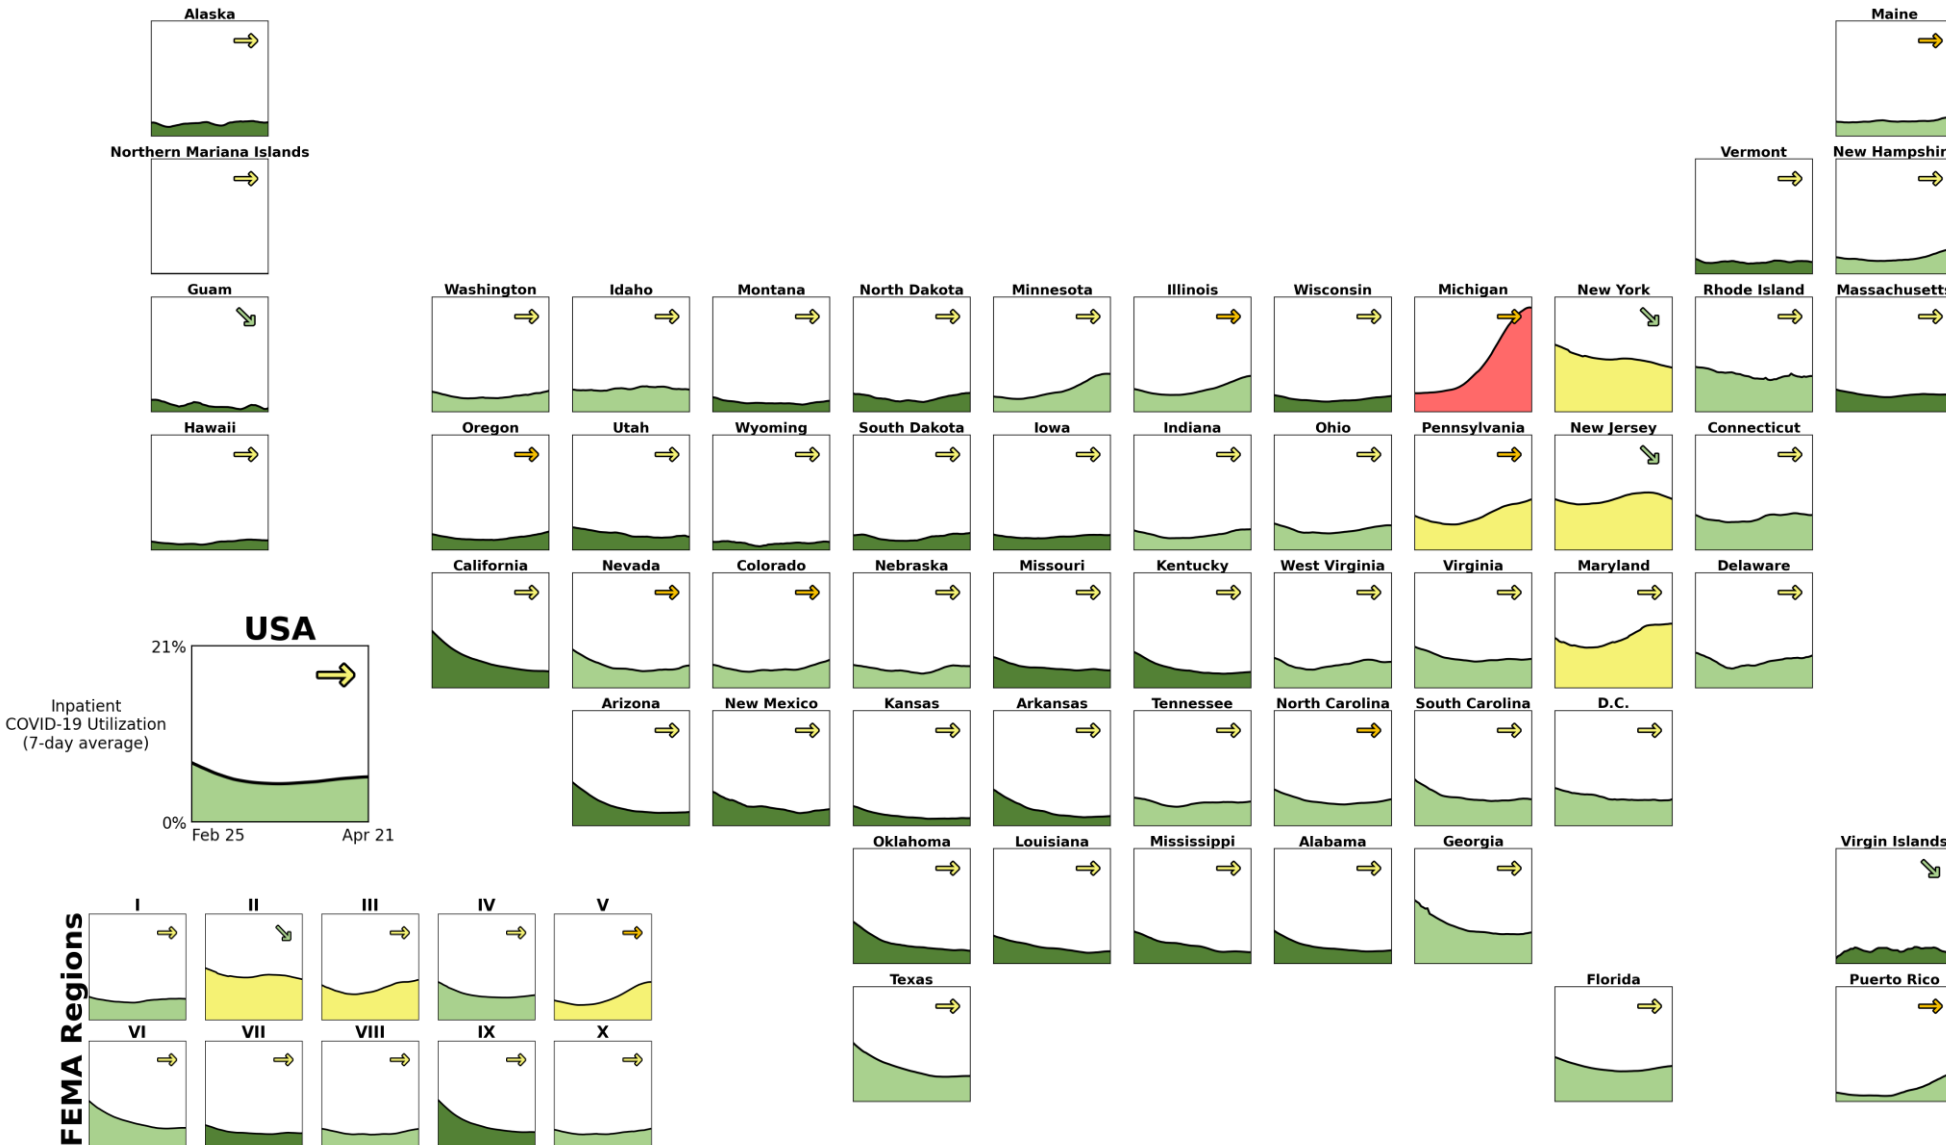 Alaska
Maine
Northern Mariana Islands
Vermont
New Hampshir
Guam
Washington
Idaho
Montana
North Dakota
Minnesota
Illinois
Wisconsin
Michigan
New York
Rhode Island
Massachusetts
Hawaii
Oregon
Utah
Wyoming
South Dakota
Iowa
Indiana
Ohio
Pennsylvania
New Jersey
Connecticut
California
Nevada
Colorado
Nebraska
Missouri
Kentucky
West Virginia
Virginia
Maryland
Delaware
USA
21%
Inpatient
COVID-19 Utilization
(7-day average)
0%
Feb 25
Apr 21
Arizona
New Mexico
Kansas
Arkansas
Tennessee
North Carolina
South Carolina
D.C.
Oklahoma
Louisiana
Mississippi
Alabama
Georgia
Virgin Islands
Texas
Florida
Puerto Rico
FEMA Regions
I
II
III
IV
V
VI
VII
VIII
IX
X